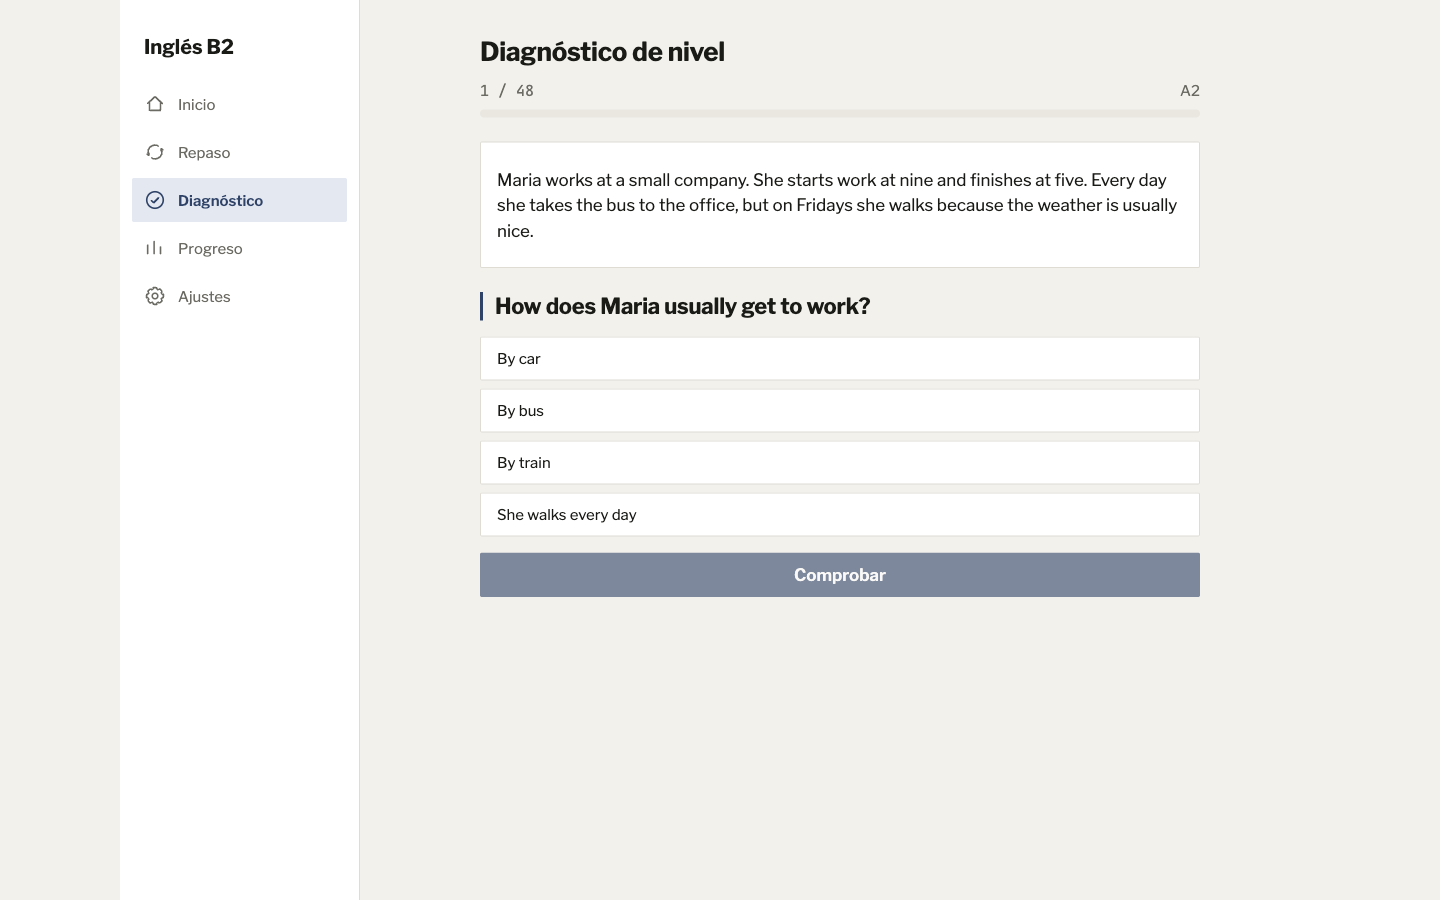 Inglés B2
Inicio
Repaso
Diagnóstico
Progreso
Ajustes
Diagnóstico de nivel
1 / 48
A2
Maria works at a small company. She starts work at nine and finishes at five. Every day
she takes the bus to the office, but on Fridays she walks because the weather is usually
nice.
How does Maria usually get to work?
By car
By bus
By train
She walks every day
Comprobar